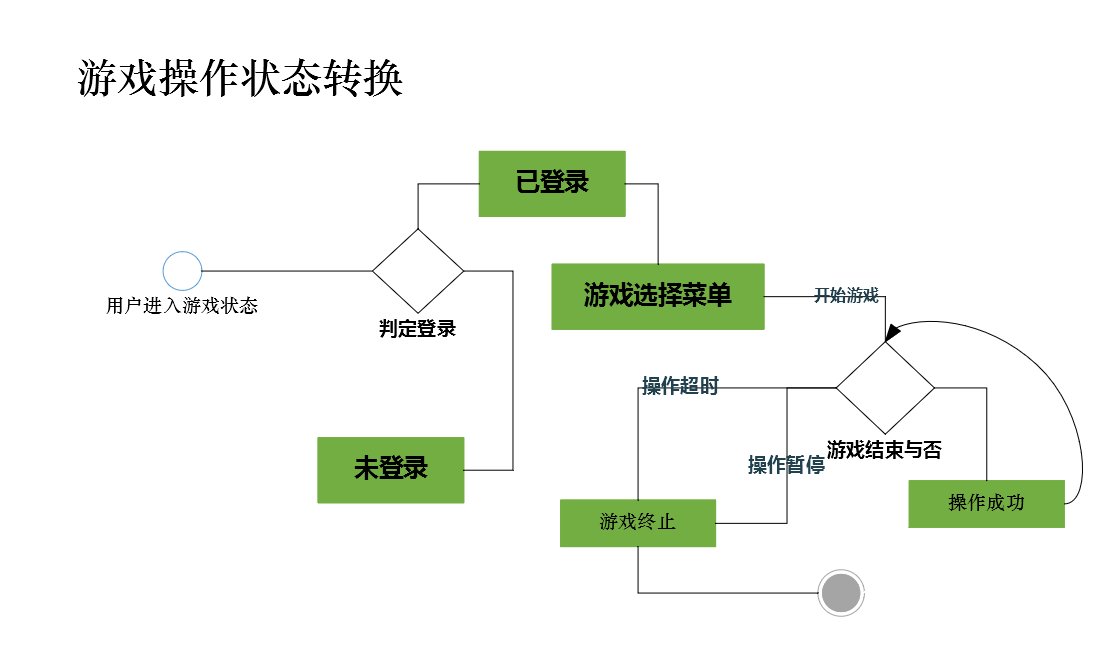 游戏操作状态转换
已登录
用户进入游戏状态
判定登录
游戏选择菜单
开始游戏
操作超时
游戏结束与否
操作暂停
未登录
操作成功
游戏终止